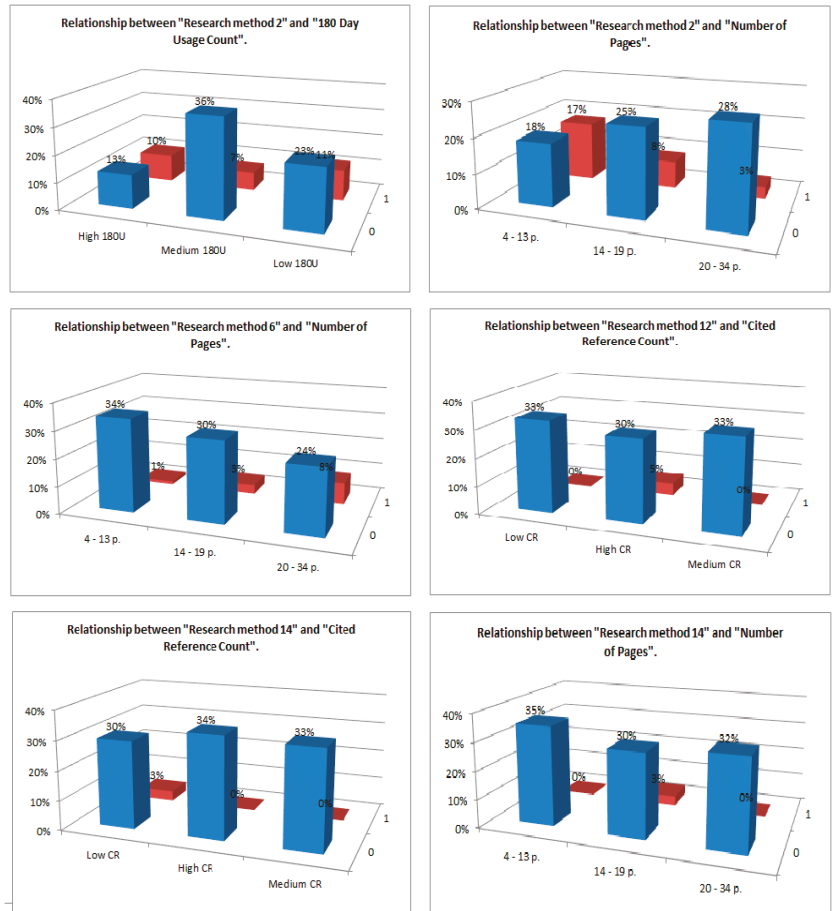 Relationship between "Research method 2" and "180 Day
Usage Count".
40%
30%
20%
10%
0%
13%
10%
36%
7%
23%
11%
High 180U
Medium 180U
Low 180U
0
1
Relationship between "Research method 2" and "Number of
Pages".
30%
20%
10%
0%
18%
17%
25%
8%
28%
3%
4 - 13 p.
14 - 19 p.
20 - 34 p.
0
1
Relationship between "Research method 6" and "Number of
Pages".
40%
30%
20%
10%
0%
34%
1%
30%
3%
24%
8%
4 - 13 p.
14 - 19 p.
20 - 34 p.
0
1
Relationship between "Research method 12" and "Cited
Reference Count".
40%
30%
20%
10%
0%
33%
0%
30%
5%
33%
0%
Low CR
High CR
Medium CR
0
1
Relationship between "Research method 14" and "Cited
Reference Count".
40%
30%
20%
10%
0%
30%
3%
34%
0%
33%
0%
Low CR
High CR
Medium CR
0
1
Relationship between "Research method 14" and "Number
of Pages".
40%
30%
20%
10%
0%
35%
0%
30%
3%
32%
0%
4 - 13 p.
14 - 19 p.
20 - 34 p.
0
1